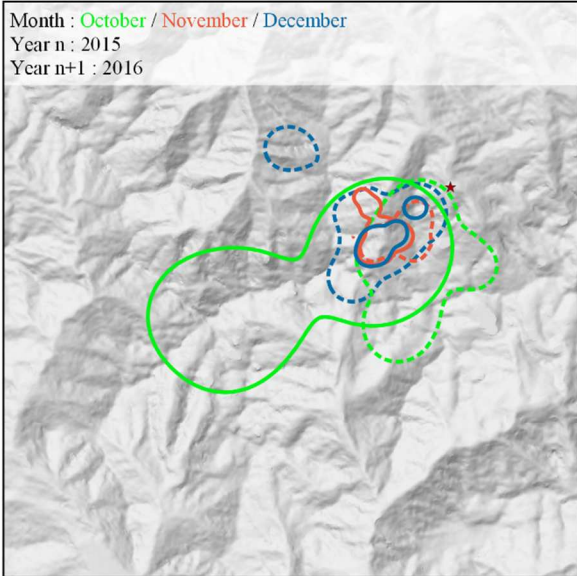 Month : October / November / December
Year n : 2015
Year n+1 : 2016